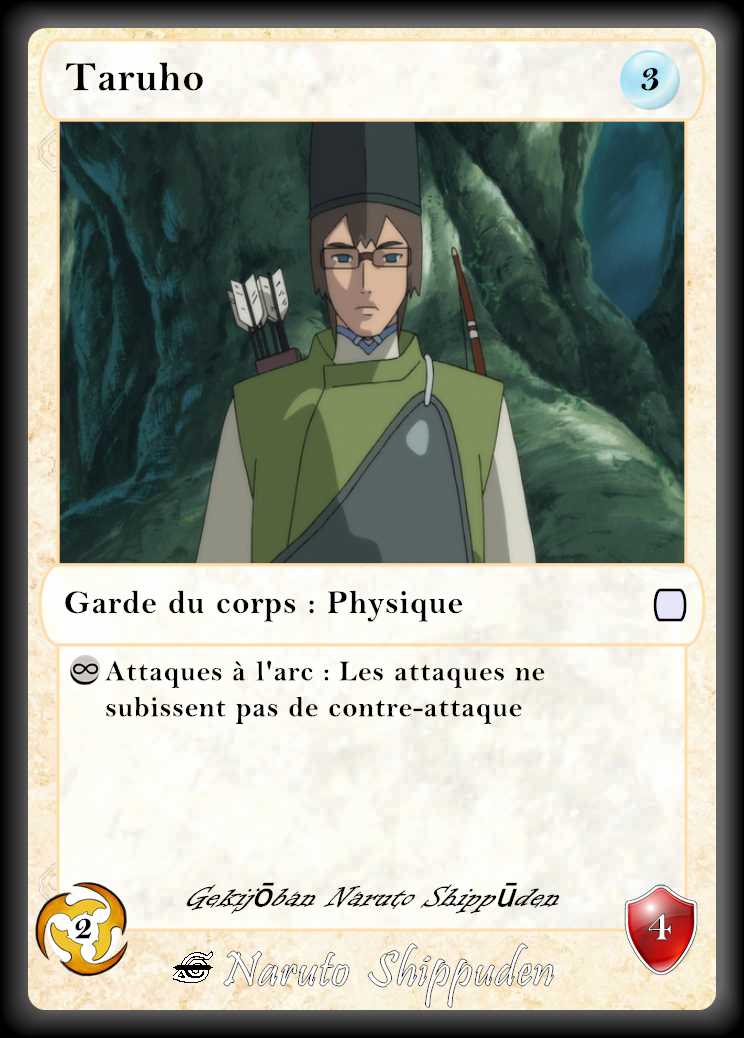 Taruho
3
Garde du corps : Physique
∞ Attaques à l'arc : Les attaques ne
subissent pas de contre-attaque
Gekijōban Naruto Shippūden
2
4
Naruto Shippuden